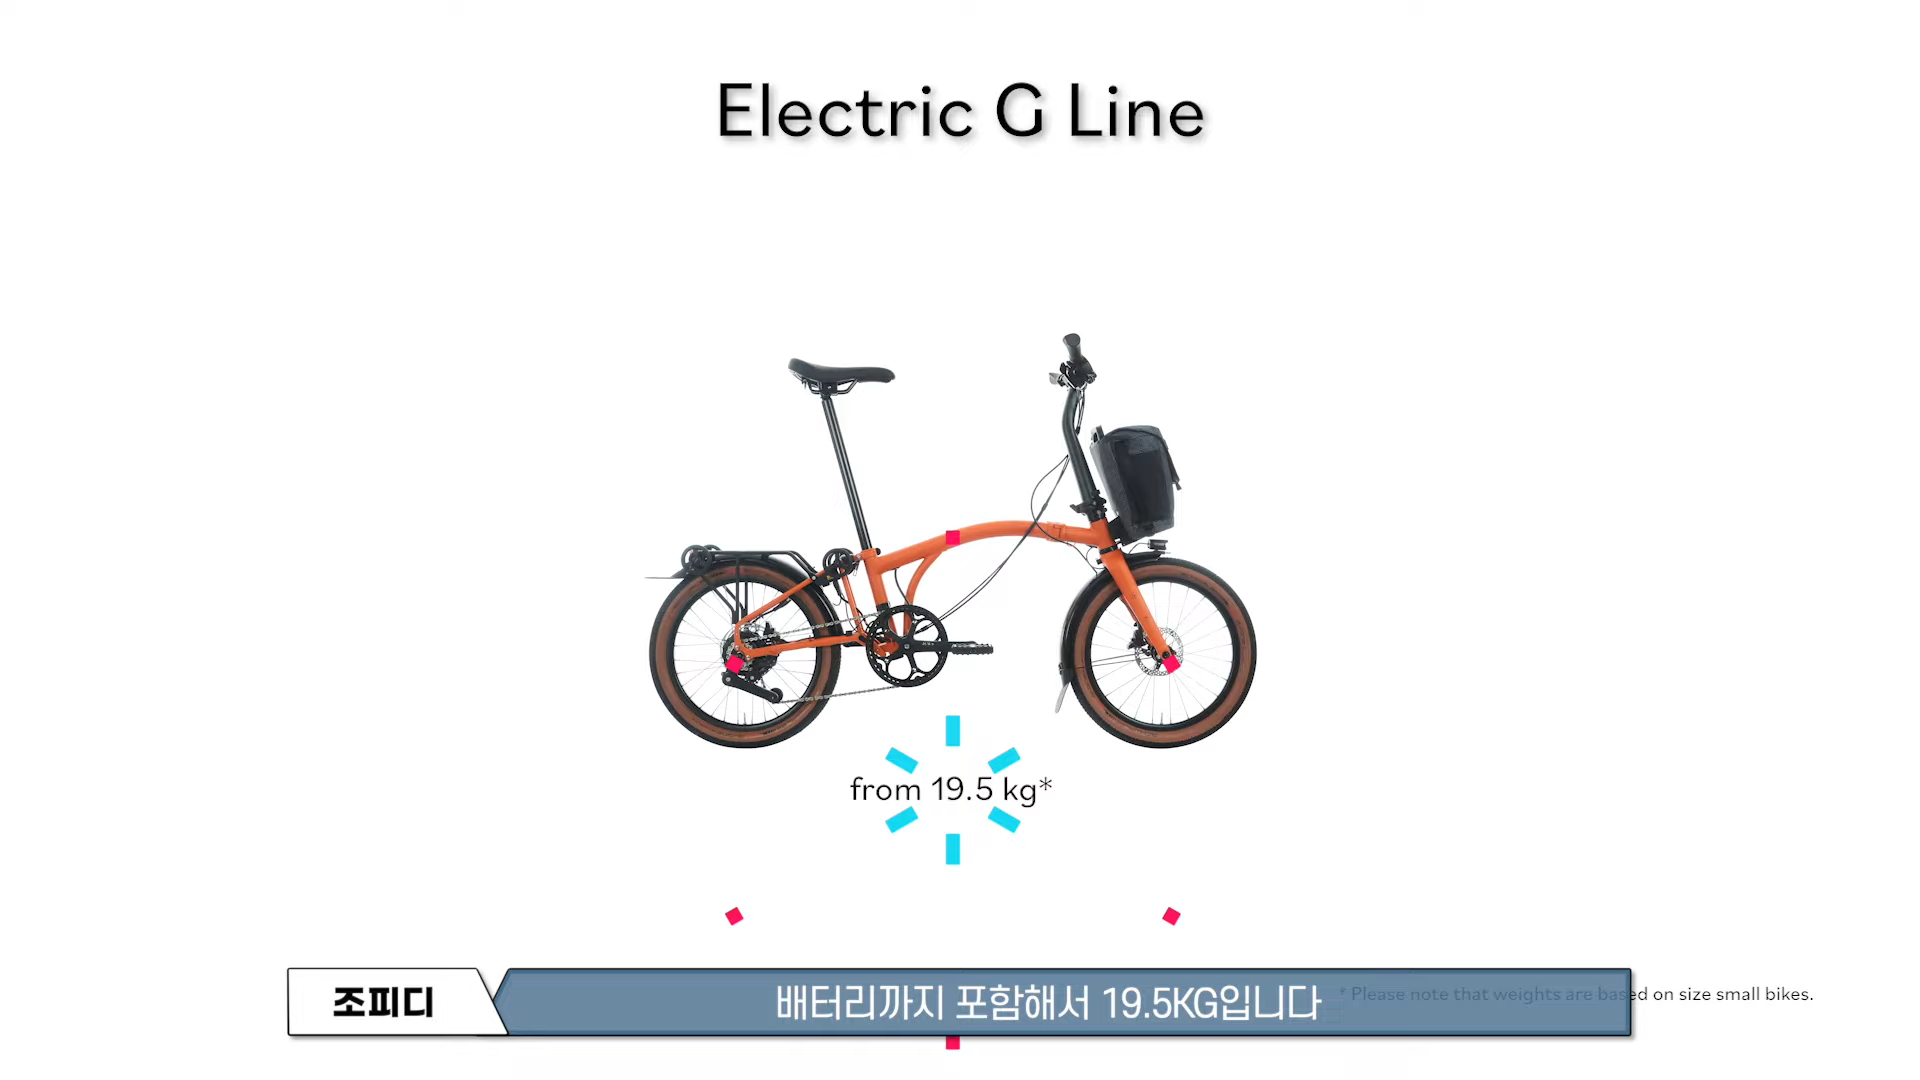 Electric G Line
from 19.5 kg*
조피디
배터리까지 포함해서 19.5KG입니다
* Please note that weights are based on size small bikes.